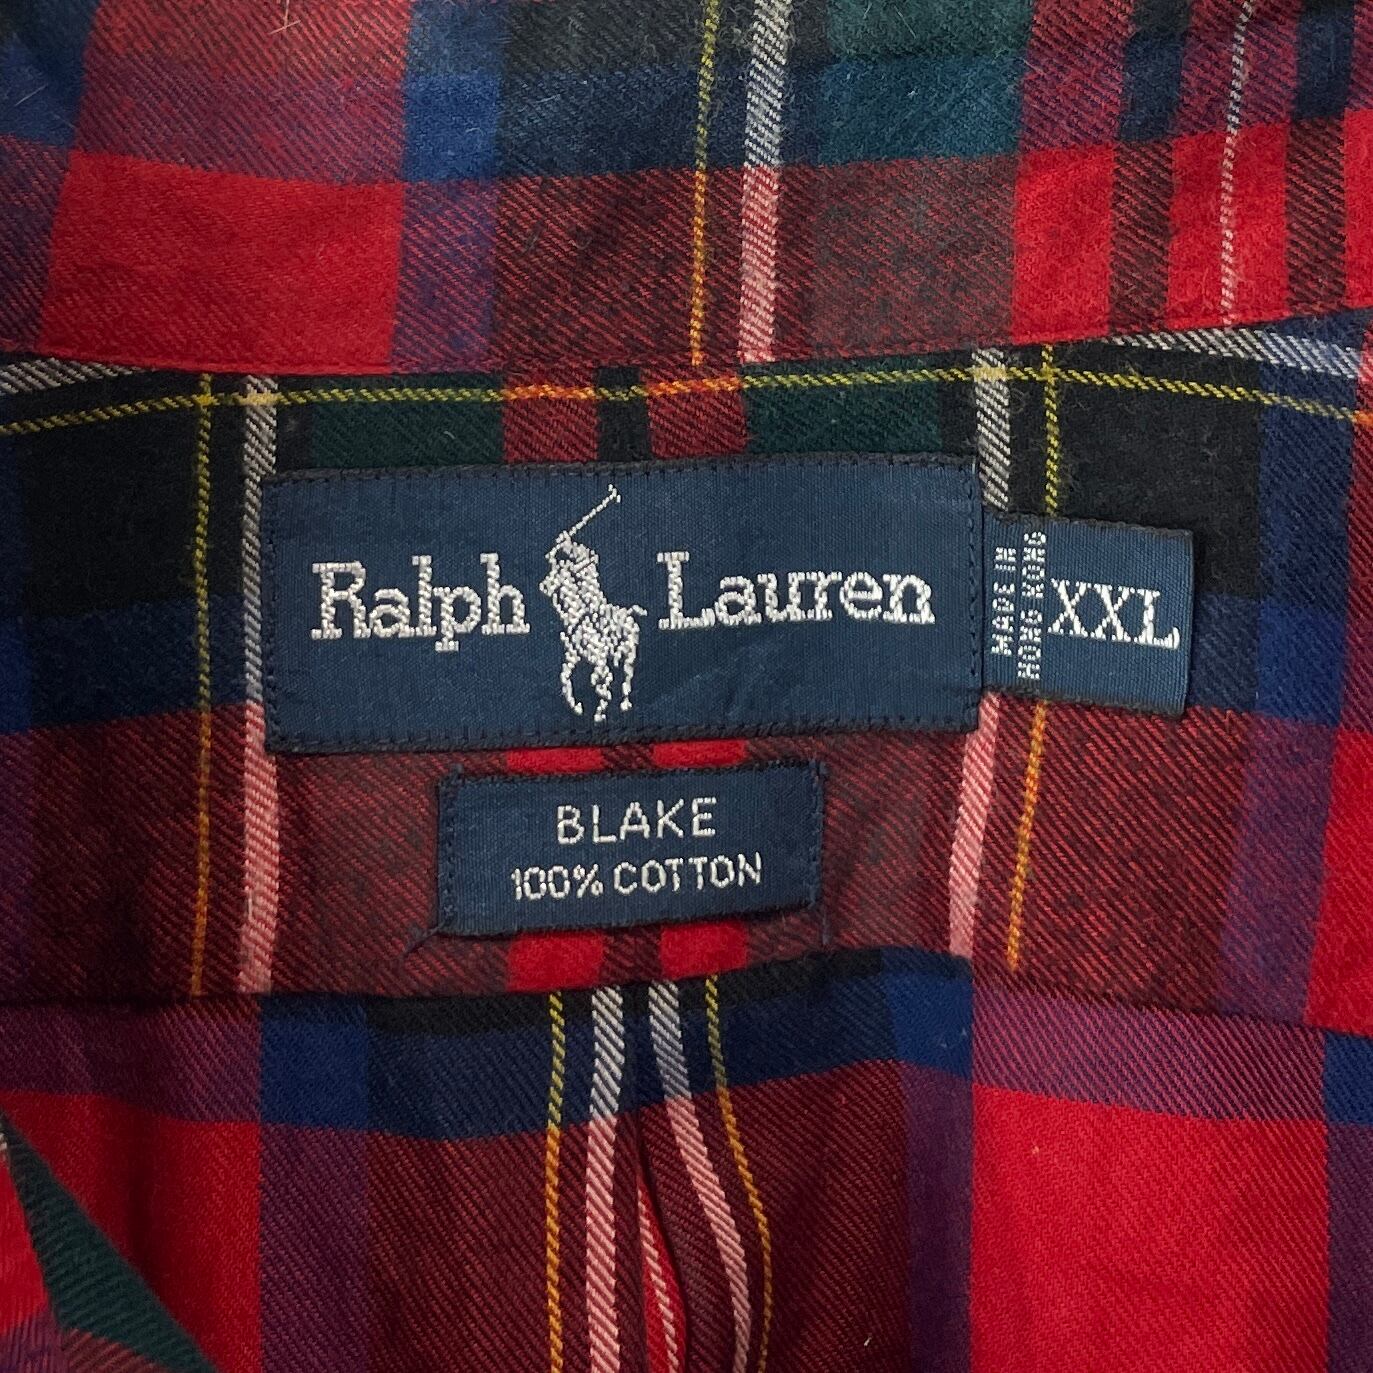 Ralph Lauren
MADE IN
HONG KONG
XXL
BLAKE
100% COTTON